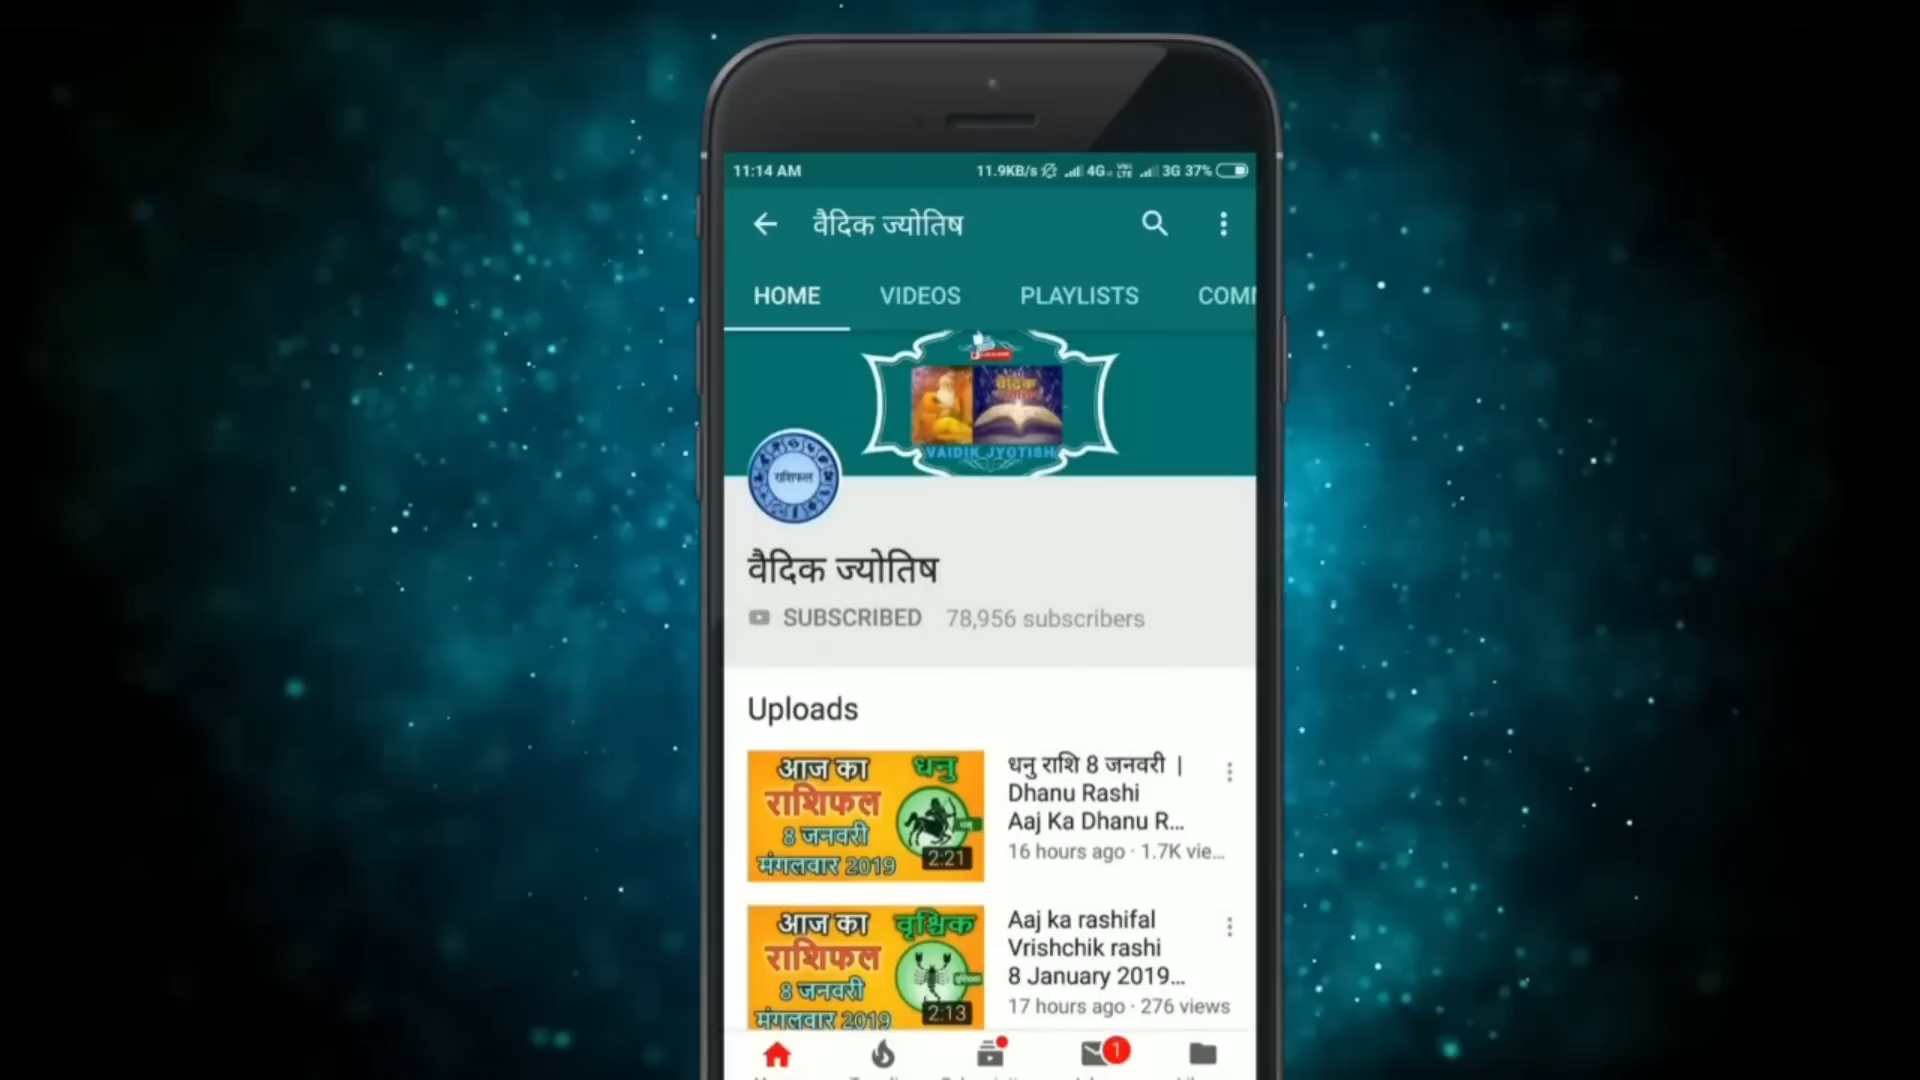 11:14 AM
11.9KB/s 4G VoLTE 3G 37%
वैदिक ज्योतिष
HOME VIDEOS PLAYLISTS COM
वैदिक
VAIDIK JYOTISH
राशिफल
वैदिक ज्योतिष
SUBSCRIBED 78,956 subscribers
Uploads
आज का धनु
राशिफल
8 जनवरी
मंगलवार 2019
2:21
धनु राशि 8 जनवरी |
Dhanu Rashi
Aaj Ka Dhanu R...
16 hours ago · 1.7K vie...
आज का वृश्चिक
राशिफल
8 जनवरी
मंगलवार 2019
2:13
Aaj ka rashifal
Vrishchik rashi
8 January 2019...
17 hours ago · 276 views
1